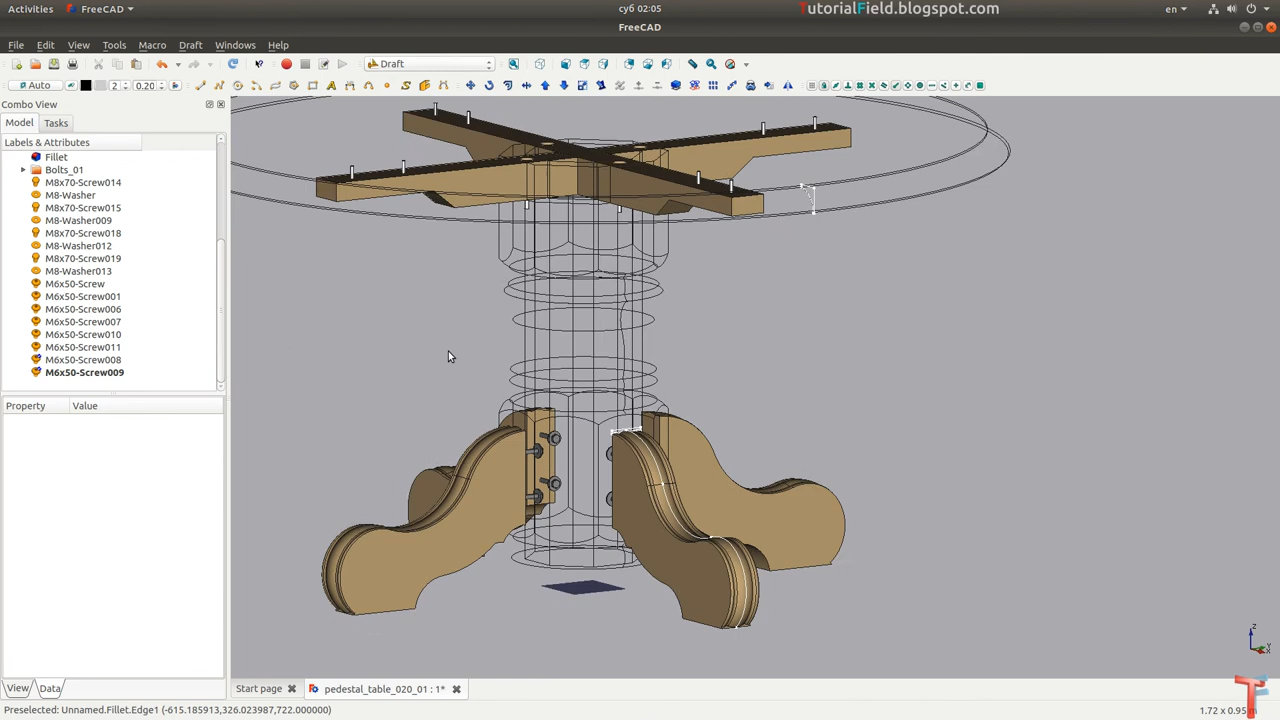 Activities FreeCAD суб 02:05 TutorialField.blogspot.com en
FreeCAD
File Edit View Tools Macro Draft Windows Help
Draft
Auto 2 0.20
Combo View
Model Tasks
Labels & Attributes
Fillet
Bolts_01
M8x70-Screw014
M8-Washer
M8x70-Screw015
M8-Washer009
M8x70-Screw018
M8-Washer012
M8x70-Screw019
M8-Washer013
M6x50-Screw
M6x50-Screw001
M6x50-Screw006
M6x50-Screw007
M6x50-Screw010
M6x50-Screw011
M6x50-Screw008
M6x50-Screw009
Property Value
View Data
Start page pedestal_table_020_01 : 1*
Preselected: Unnamed.Fillet.Edge1 (-615.185913,326.023987,722.000000) 1.72 x 0.95 m